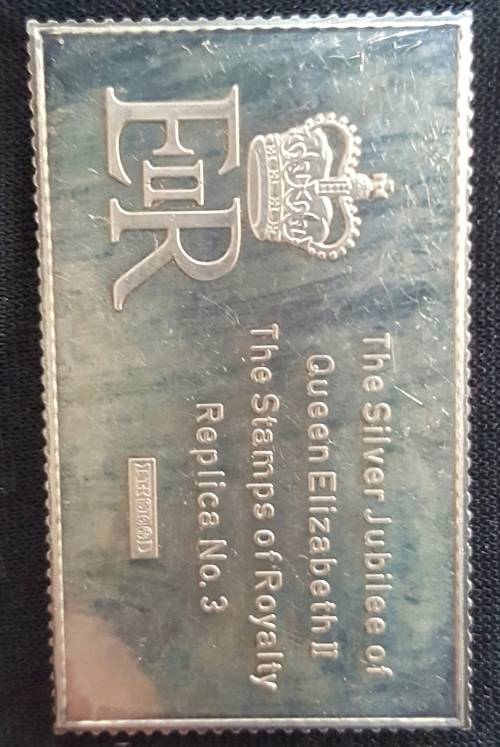 EIIR
The Silver Jubilee of
Queen Elizabeth II
The Stamps of Royalty
Replica No. 3